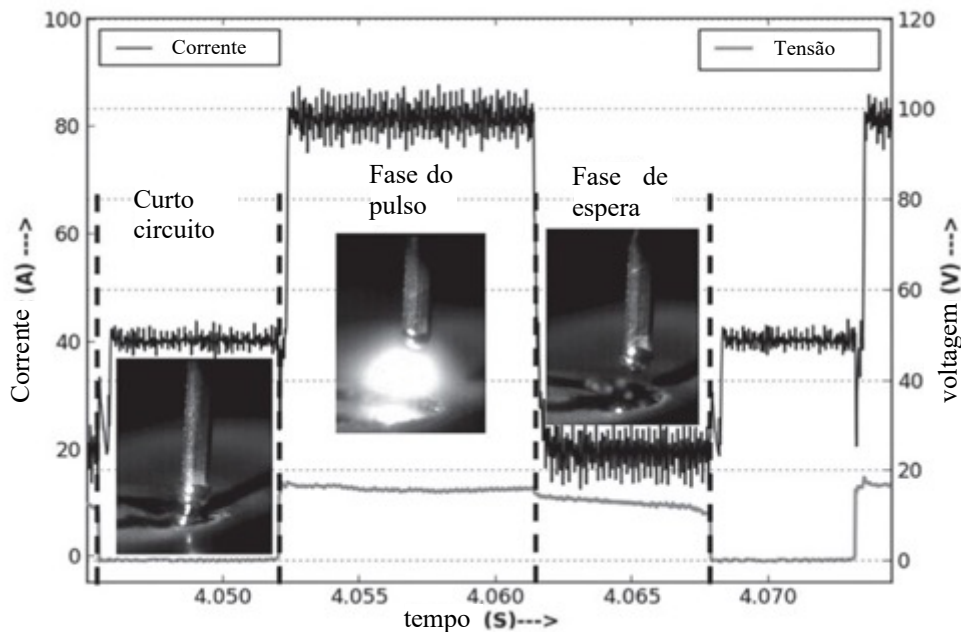 100
80
60
40
20
0
Corrente (A) --->
Corrente
Tensão
Curto
circuito
Fase do
pulso
Fase de
espera
120
100
80
60
40
20
0
voltagem (V) --->
4.050
4.055
4.060
4.065
4.070
tempo (S)--->